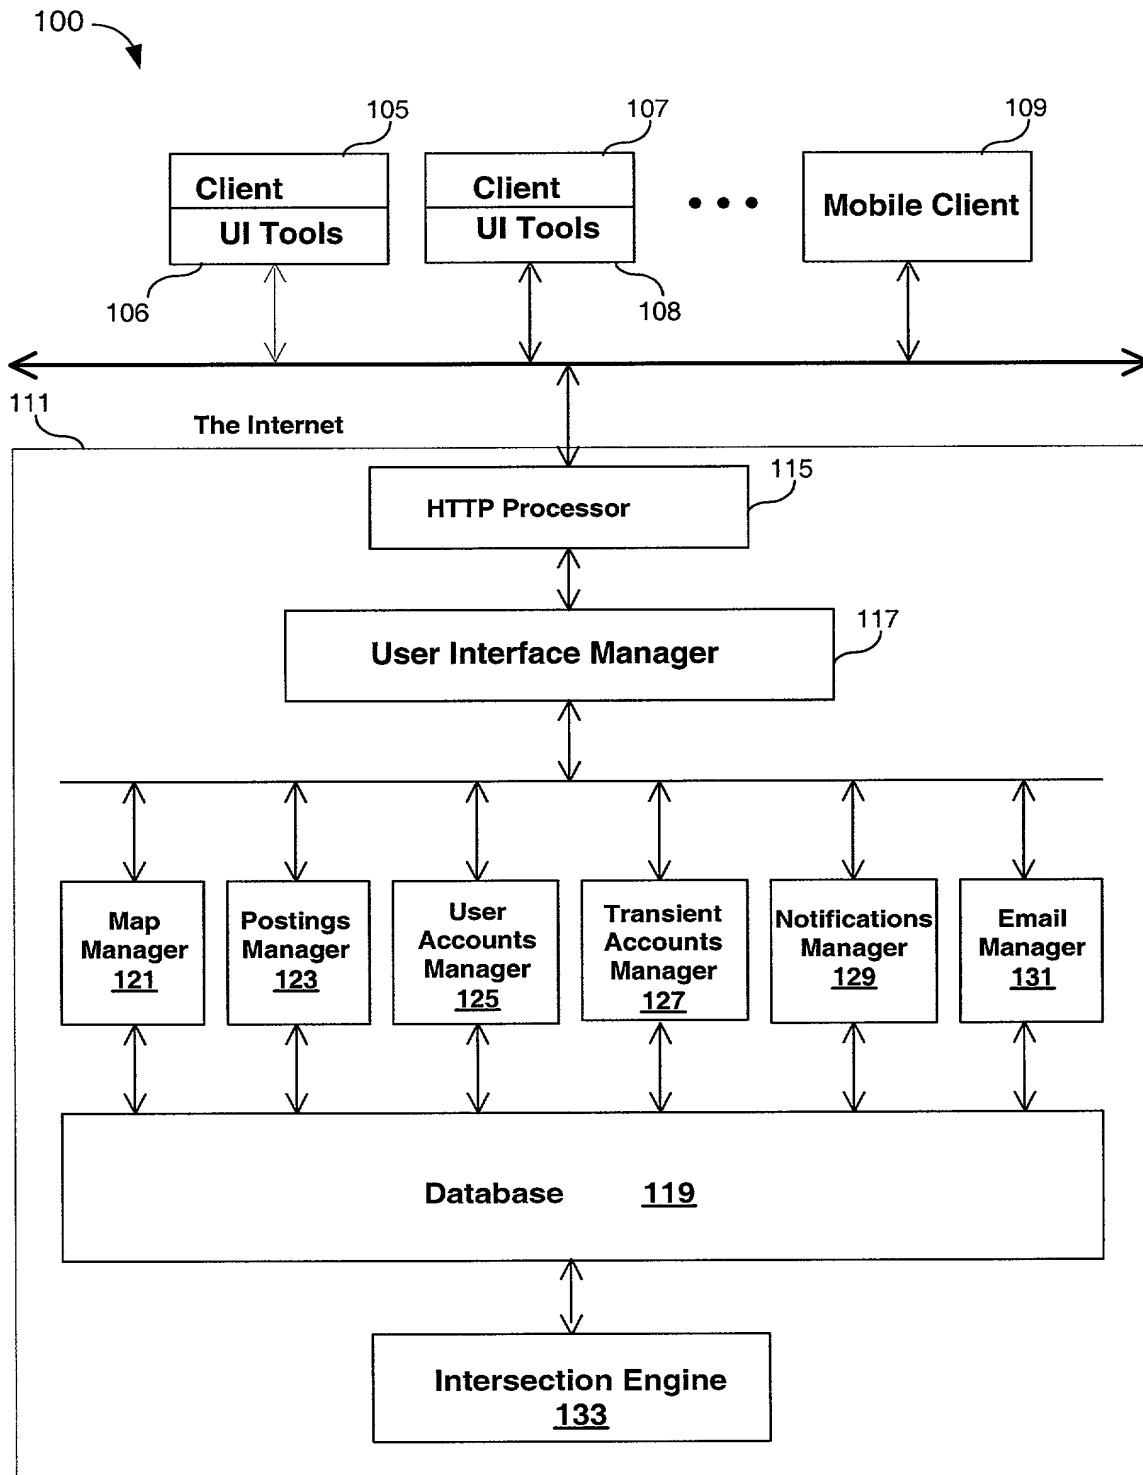 100
105
107
109
Client
Client
Mobile Client
UI Tools
UI Tools
106
108
111
The Internet
HTTP Processor
115
User Interface Manager
117
Map
Manager
121
Postings
Manager
123
User
Accounts
Manager
125
Transient
Accounts
Manager
127
Notifications
Manager
129
Email
Manager
131
Database 119
Intersection Engine
133